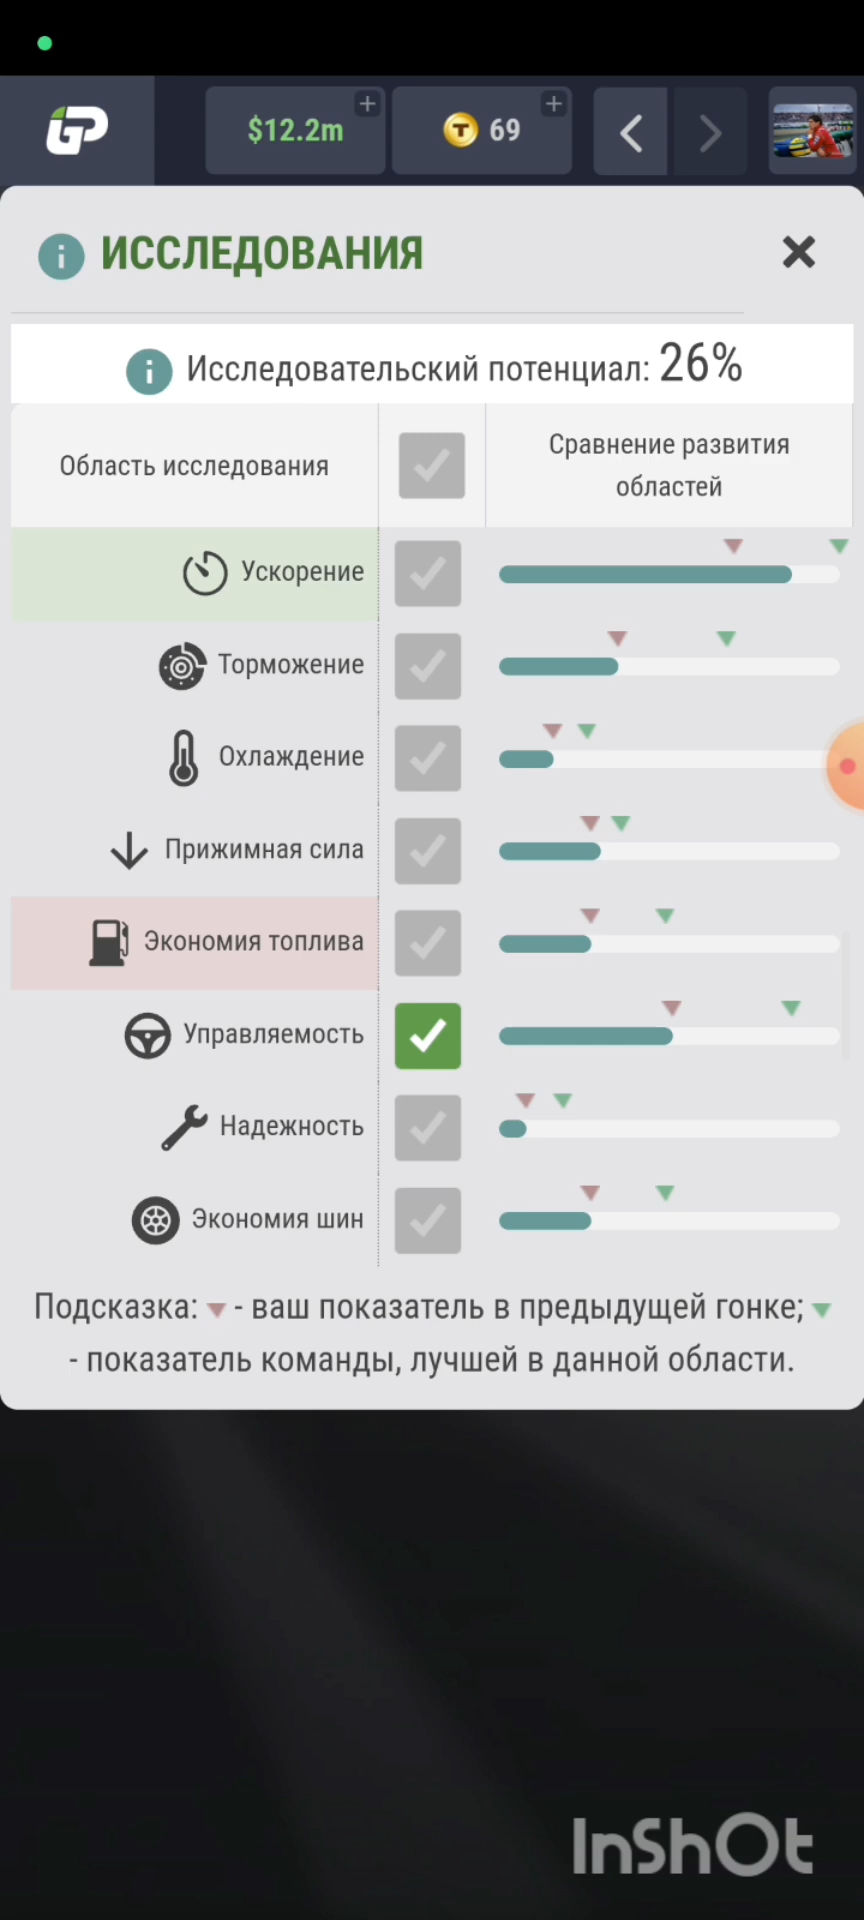 GP
$12.2m
69
ИССЛЕДОВАНИЯ
Исследовательский потенциал: 26%
Область исследования
Сравнение развития
областей
Ускорение
Торможение
Охлаждение
Прижимная сила
Экономия топлива
Управляемость
Надежность
Экономия шин
Подсказка: - ваш показатель в предыдущей гонке;
- показатель команды, лучшей в данной области.
InShOt